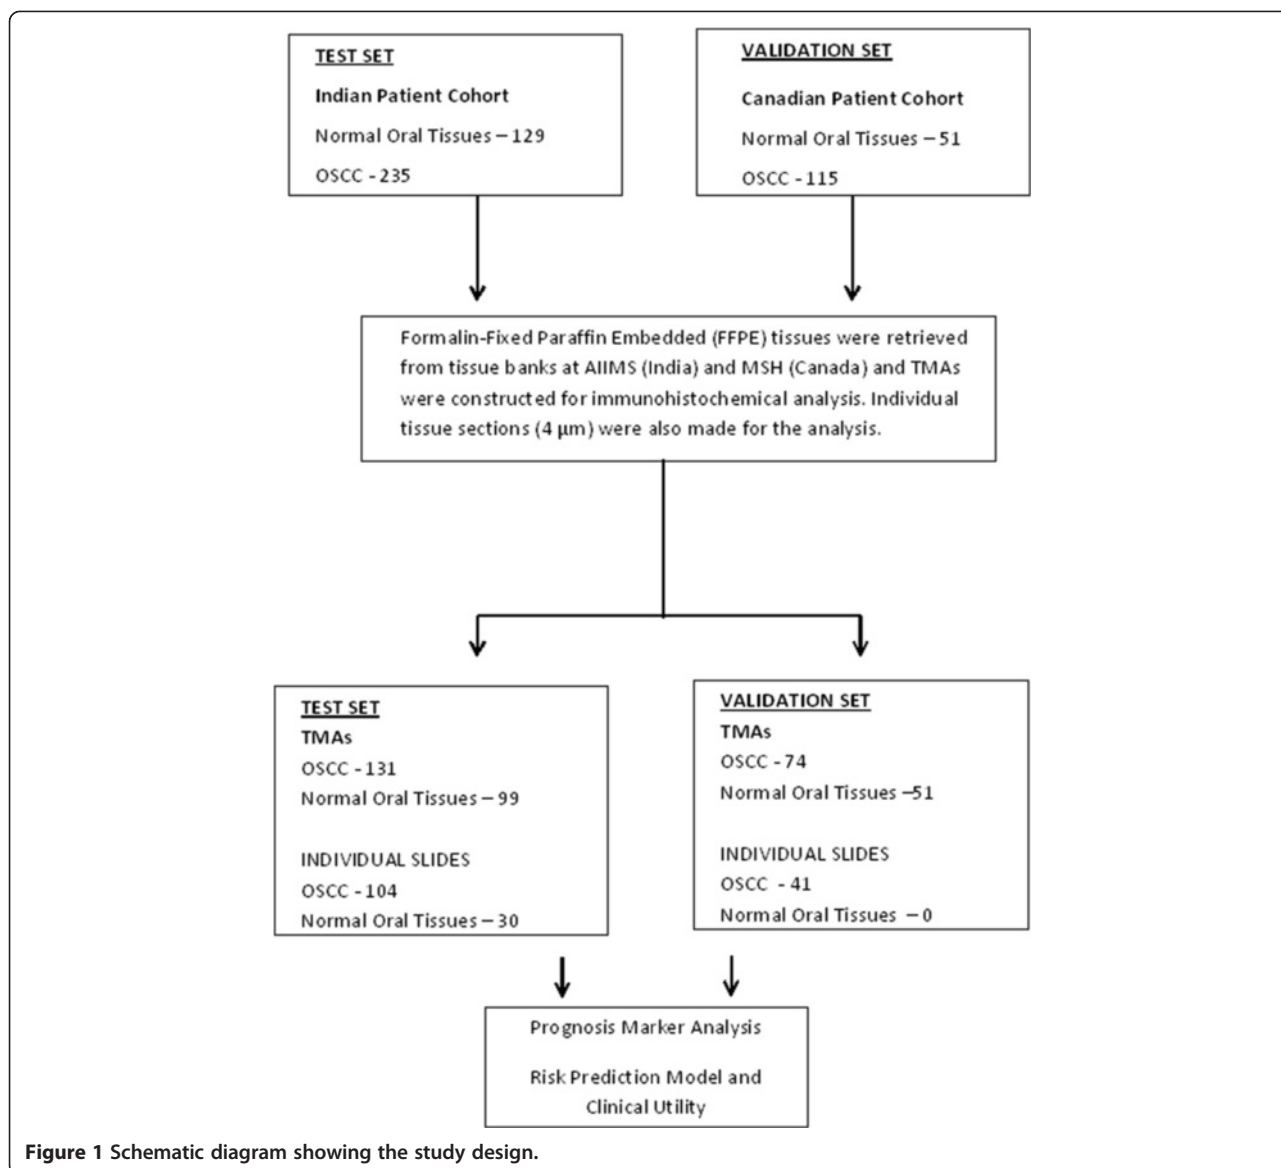 TEST SET
Indian Patient Cohort
Normal Oral Tissues – 129
OSCC - 235
VALIDATION SET
Canadian Patient Cohort
Normal Oral Tissues – 51
OSCC - 115
Formalin-Fixed Paraffin Embedded (FFPE) tissues were retrieved
from tissue banks at AIIMS (India) and MSH (Canada) and TMAs
were constructed for immunohistochemical analysis. Individual
tissue sections (4 µm) were also made for the analysis.
TEST SET
TMAs
OSCC - 131
Normal Oral Tissues – 99
INDIVIDUAL SLIDES
OSCC - 104
Normal Oral Tissues – 30
VALIDATION SET
TMAs
OSCC - 74
Normal Oral Tissues –51
INDIVIDUAL SLIDES
OSCC - 41
Normal Oral Tissues – 0
Prognosis Marker Analysis
Risk Prediction Model and
Clinical Utility
Figure 1 Schematic diagram showing the study design.